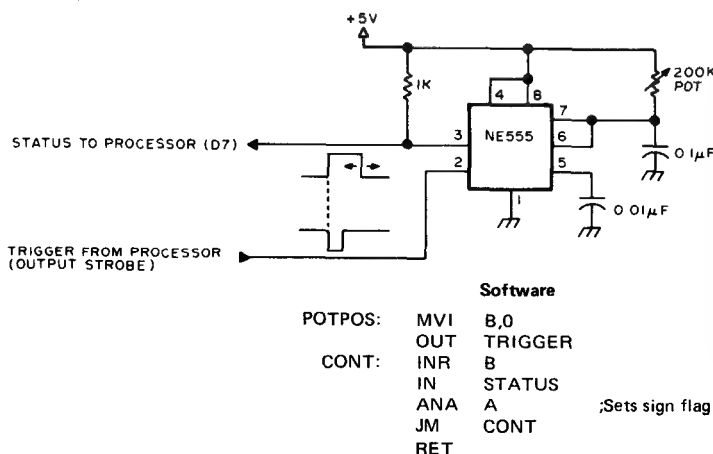 +5V
1K
4 8
200K
POT
7
NE555
3
6
STATUS TO PROCESSOR (D7)
2
5
0.1µF
1
0.01µF
TRIGGER FROM PROCESSOR
(OUTPUT STROBE)
Software
POTPOS: MVI B,0
OUT TRIGGER
CONT: INR B
IN STATUS
ANA A ;Sets sign flag
JM CONT
RET